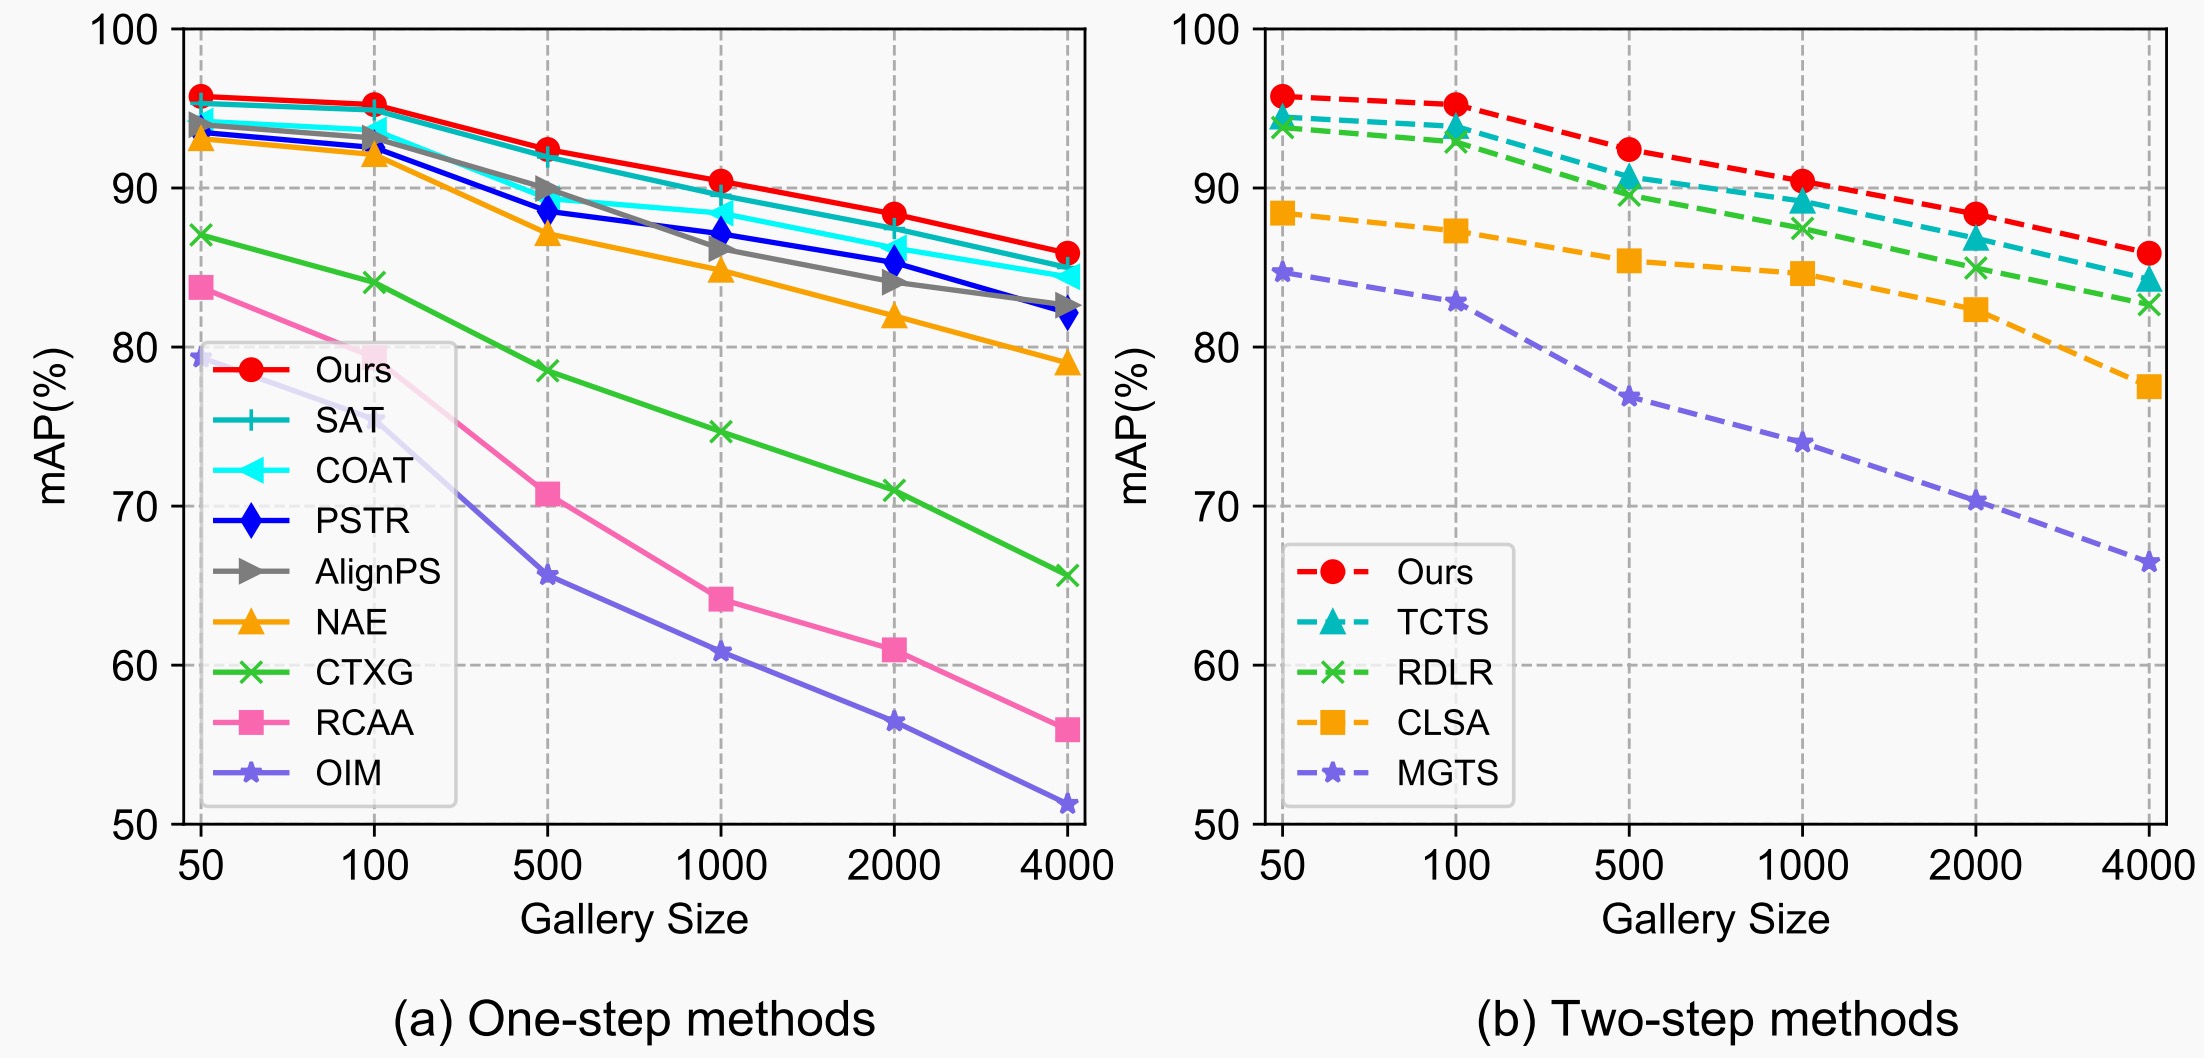 100
90
80
70
60
50
mAP(%)
50 100 500 1000 2000 4000
Gallery Size
Ours
SAT
COAT
PSTR
AlignPS
NAE
CTXG
RCAA
OIM
(a) One-step methods
100
90
80
70
60
50
mAP(%)
50 100 500 1000 2000 4000
Gallery Size
Ours
TCTS
RDLR
CLSA
MGTS
(b) Two-step methods